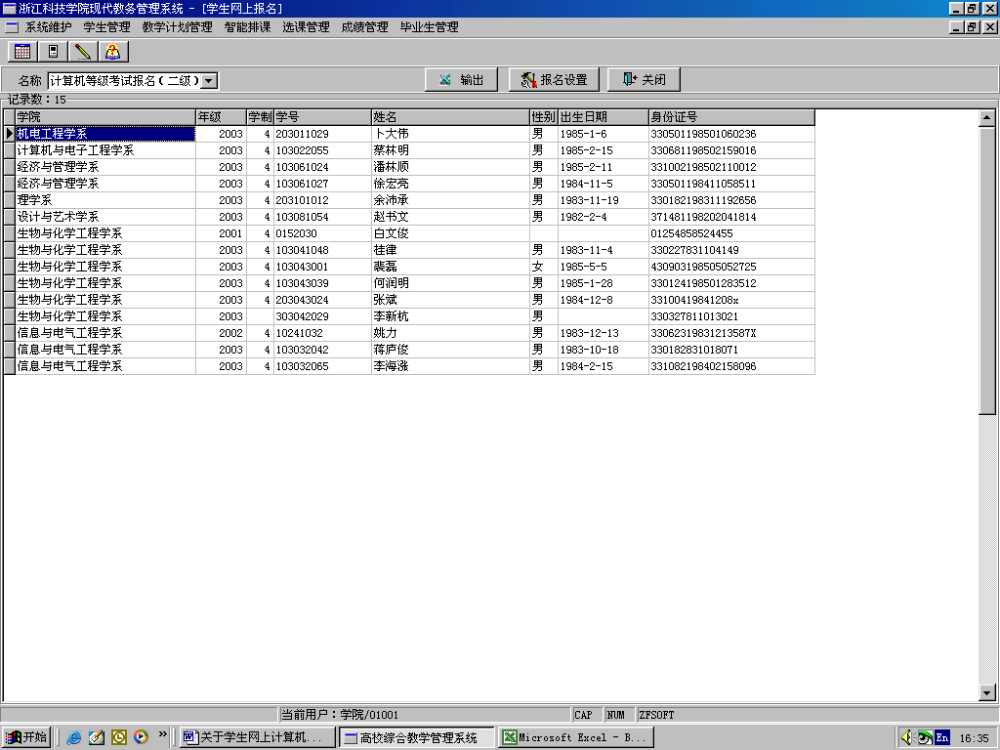 浙江科技学院现代教务管理系统 - [学生网上报名]
系统维护 学生管理 教学计划管理 智能排课 选课管理 成绩管理 毕业生管理
名称 计算机等级考试报名(二级) 输出 报名设置 关闭
记录数：15
学院 年级 学制 学号 姓名 性别 出生日期 身份证号
机电工程学系 2003 4 203011029 卜大伟 男 1985-1-6 330501198501060236
计算机与电子工程学系 2003 4 103022055 蔡林明 男 1985-2-15 330681198502159016
经济与管理学系 2003 4 103061024 潘林顺 男 1985-2-11 331002198502110012
经济与管理学系 2003 4 103061027 徐宏亮 男 1984-11-5 330501198411058511
理学系 2003 4 203101012 余沛承 男 1983-11-19 330182198311192656
设计与艺术学系 2003 4 103081054 赵书文 男 1982-2-4 371481198202041814
生物与化学工程学系 2001 4 0152030 白文俊 01254858524455
生物与化学工程学系 2003 4 103041048 桂律 男 1983-11-4 330227831104149
生物与化学工程学系 2003 4 103043001 裴磊 女 1985-5-5 430903198505052725
生物与化学工程学系 2003 4 103043039 何润明 男 1985-1-28 330124198501283512
生物与化学工程学系 2003 4 203043024 张斌 男 1984-12-8 33100419841208x
生物与化学工程学系 2003 303042029 李新杭 男 330327811013021
信息与电气工程学系 2002 4 10241032 姚力 男 1983-12-13 33062319831213587X
信息与电气工程学系 2003 4 103032042 蒋庐俊 男 1983-10-18 330182831018071
信息与电气工程学系 2003 4 103032065 李海涨 男 1984-2-15 331082198402158096
当前用户：学院/01001 CAP NUM ZFSOFT
开始 » 关于学生网上计算机... 高校综合教学管理系统 Microsoft Excel - B... En 16:35